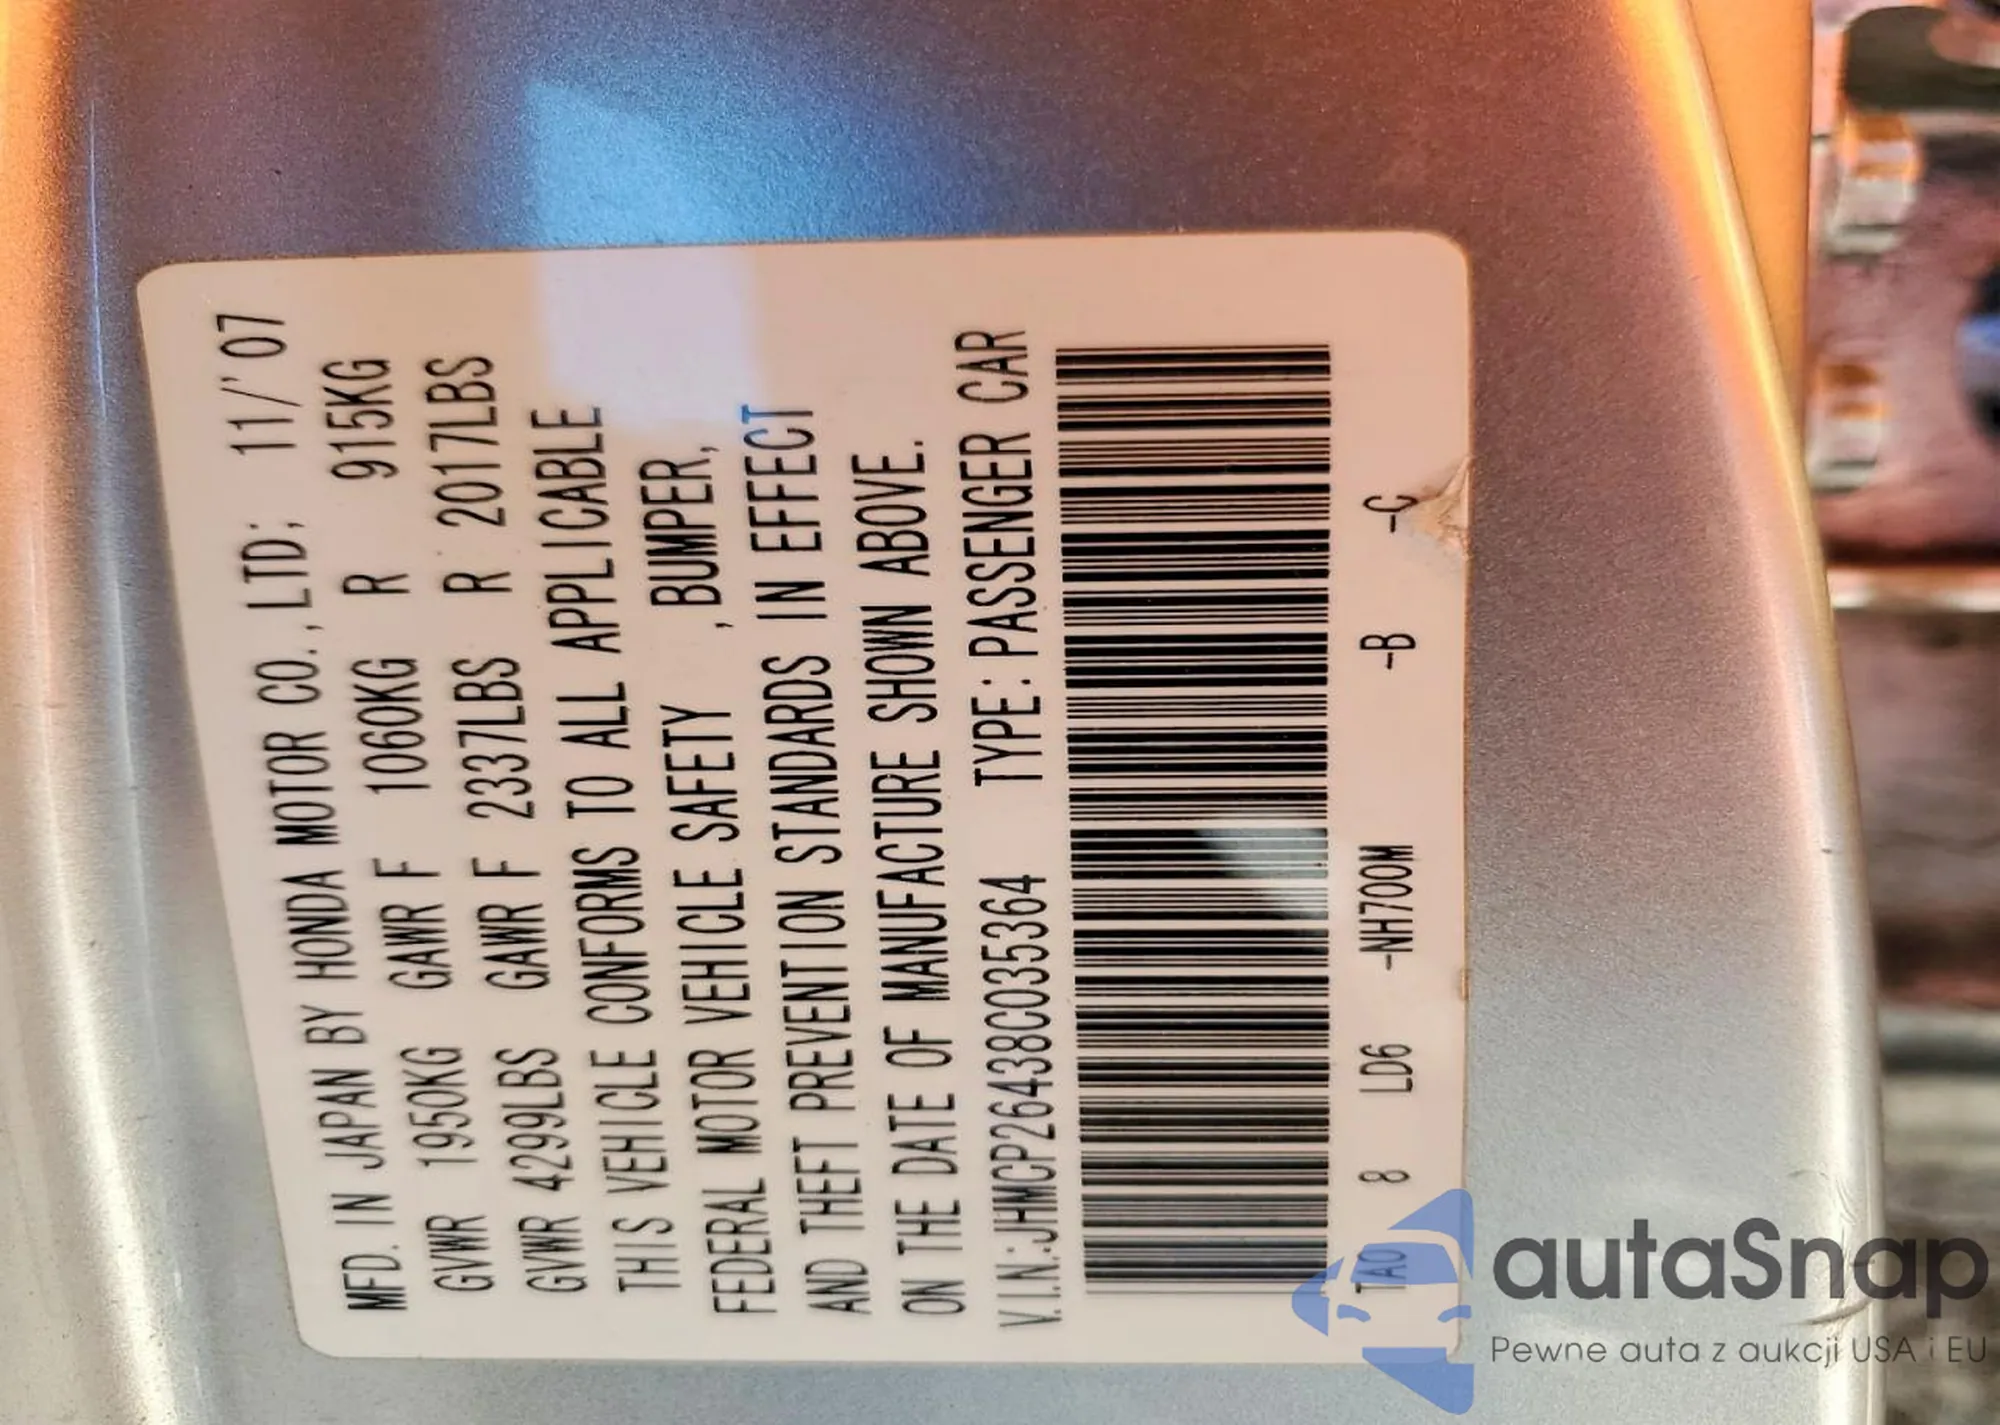 MFD. IN JAPAN BY HONDA MOTOR CO., LTD; 11/'07
GVWR 1950KG GAWR F 1060KG R 915KG
GVWR 4299LBS GAWR F 2337LBS R 2017LBS
THIS VEHICLE CONFORMS TO ALL APPLICABLE
FEDERAL MOTOR VEHICLE SAFETY ,BUMPER,
AND THEFT PREVENTION STANDARDS IN EFFECT
ON THE DATE OF MANUFACTURE SHOWN ABOVE.
V.I.N.:JHMCP26438C035364 TYPE:PASSENGER CAR
TA0 8 LD6 -NH700M -B -C
autaSnap
Pewne auta z aukcji USA i EU